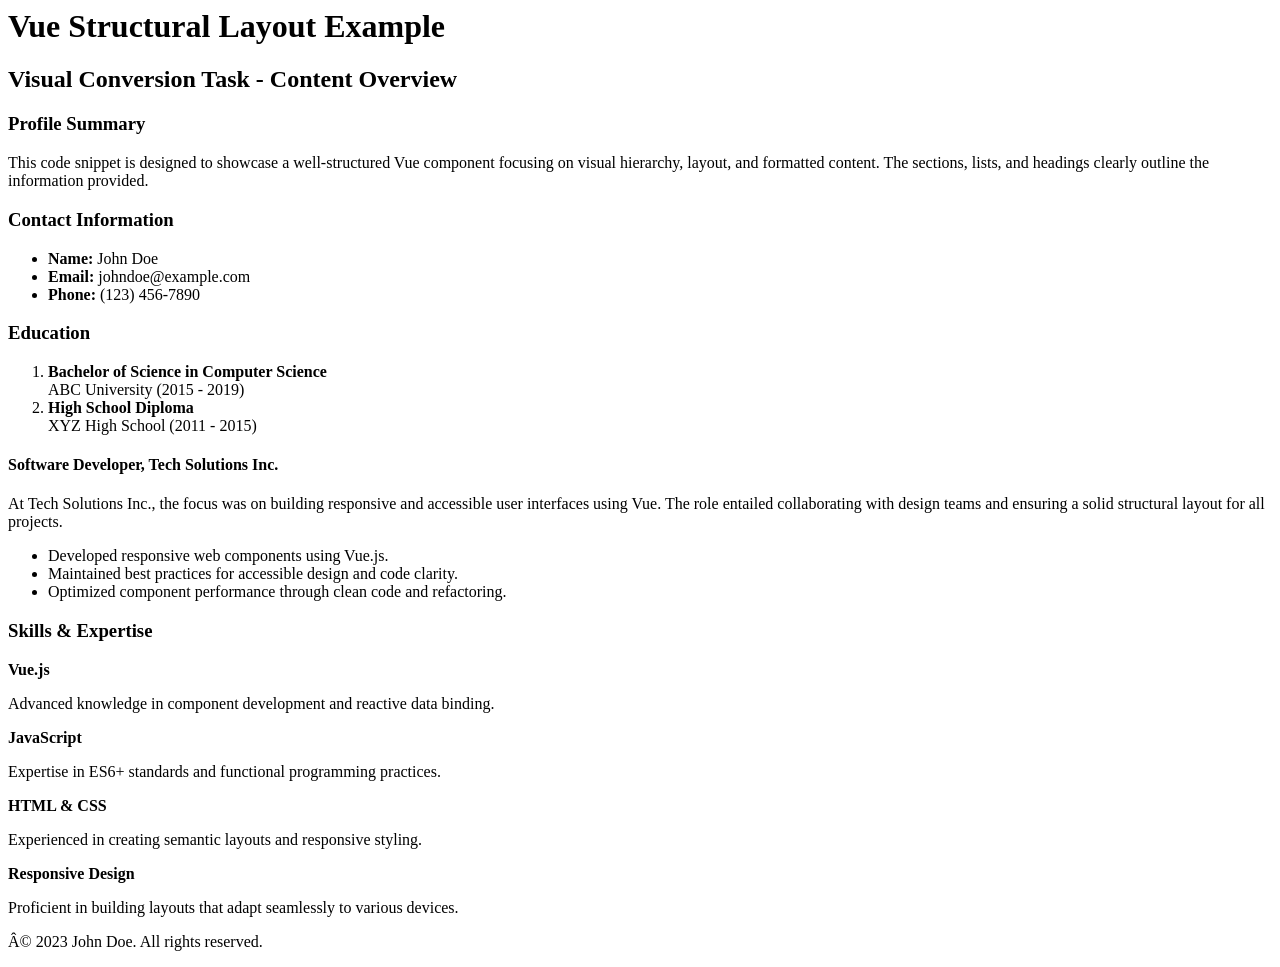 Vue Structural Layout Example
Visual Conversion Task - Content Overview
Profile Summary
This code snippet is designed to showcase a well-structured Vue component focusing on visual hierarchy, layout, and formatted content. The sections, lists, and headings clearly outline the
information provided.
Contact Information
• Name: John Doe
• Email: johndoe@example.com
• Phone: (123) 456-7890
Education
1. Bachelor of Science in Computer Science
ABC University (2015 - 2019)
2. High School Diploma
XYZ High School (2011 - 2015)
Software Developer, Tech Solutions Inc.
At Tech Solutions Inc., the focus was on building responsive and accessible user interfaces using Vue. The role entailed collaborating with design teams and ensuring a solid structural layout for all
projects.
• Developed responsive web components using Vue.js.
• Maintained best practices for accessible design and code clarity.
• Optimized component performance through clean code and refactoring.
Skills & Expertise
Vue.js
Advanced knowledge in component development and reactive data binding.
JavaScript
Expertise in ES6+ standards and functional programming practices.
HTML & CSS
Experienced in creating semantic layouts and responsive styling.
Responsive Design
Proficient in building layouts that adapt seamlessly to various devices.
Â© 2023 John Doe. All rights reserved.